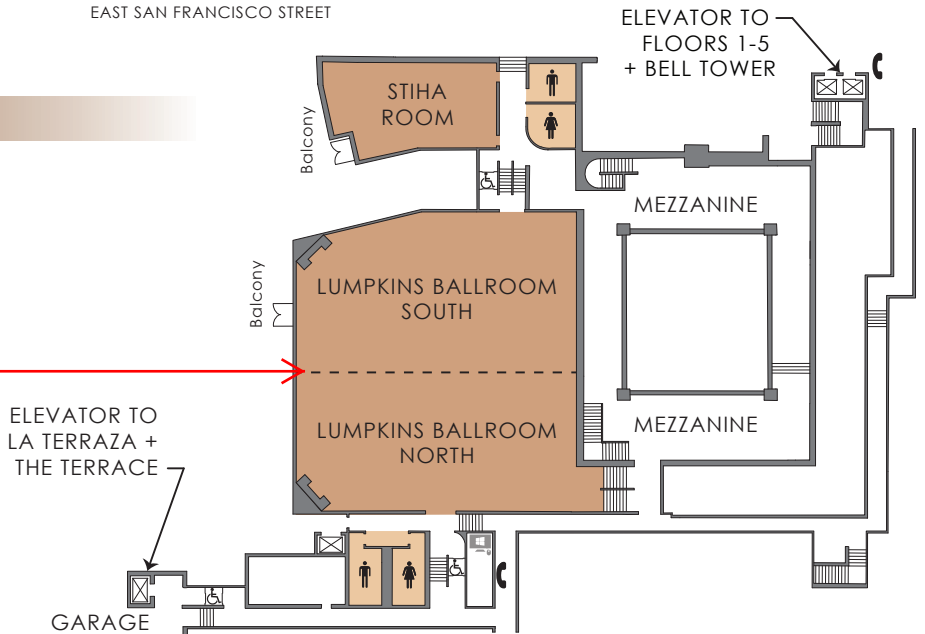 EAST SAN FRANCISCO STREET
ELEVATOR TO
FLOORS 1-5
+ BELL TOWER
STIHA
ROOM
Balcony
MEZZANINE
LUMPKINS BALLROOM
SOUTH
Balcony
ELEVATOR TO
LA TERRAZA +
THE TERRACE
LUMPKINS BALLROOM
NORTH
MEZZANINE
GARAGE